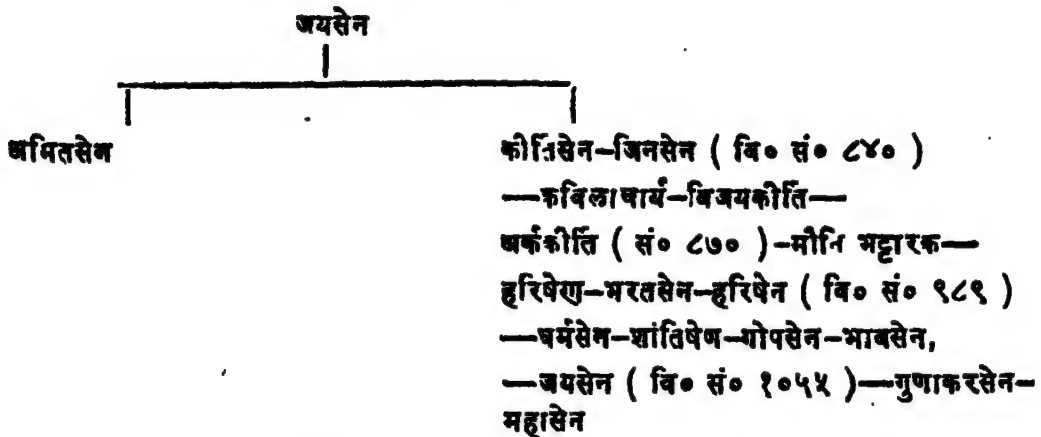 जयसेन
अमितसेन
कीर्तिसेन–जिनसेन ( वि० सं० ८४० )
—कविलाचार्य–विजयकीर्ति—
अर्ककीर्ति ( सं० ८७० )–मौनि भट्टारक—
हरिषेण–भरतसेन–हरिषेन ( वि० सं० ९८९ )
—धर्मसेन–शांतिषेण–गोपसेन–भावसेन,
—जयसेन ( वि० सं० १०५५ )—गुणाकरसेन–
महासेन